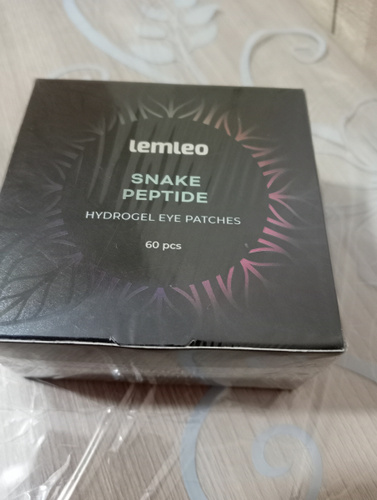 lemleo
SNAKE
PEPTIDE
HYDROGEL EYE PATCHES
60 pcs